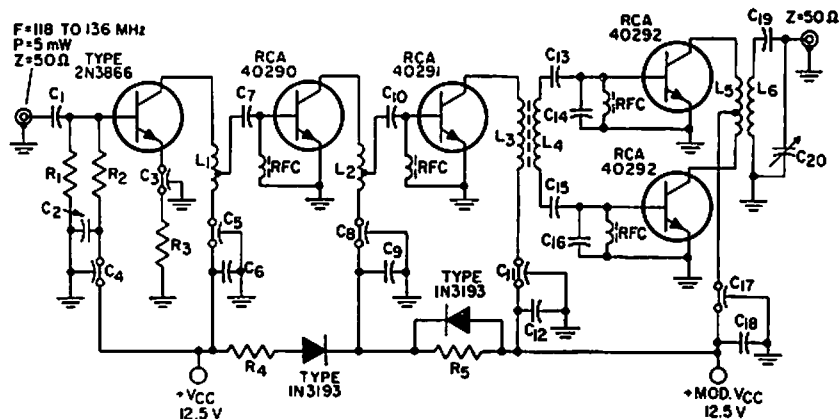 F=118 TO 136 MHz
P=5 mW
Z=50Ω
TYPE
2N3866
C1
R1
R2
C2
C4
C3
R3
L1
C5
C6
C7
RCA
40290
RFC
L2
C8
C9
C10
RCA
40291
RFC
L3
L4
C11
C12
C13
C14
RFC
RCA
40292
C15
C16
RFC
RCA
40292
L5
L6
C17
C18
C19
C20
Z=50Ω
R4
TYPE
1N3193
TYPE
1N3193
R5
+VCC
12.5 V
+MOD. VCC
12.5 V